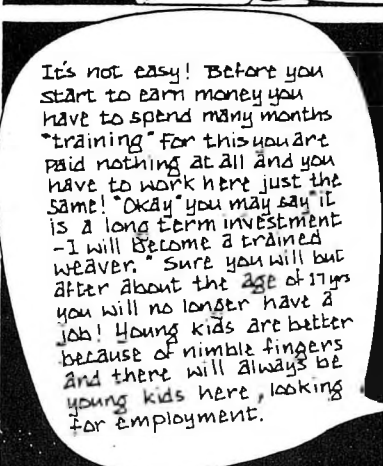 It's not easy! Before you
start to earn money you
have to spend many months
"training" For this you are
paid nothing at all and you
have to work here just the
same! "Okay" you may say "it
is a long term investment
- I will become a trained
weaver." Sure you will but
after about the age of 17 yrs
you will no longer have a
job! Young kids are better
because of nimble fingers
and there will always be
young kids here, looking
for employment.